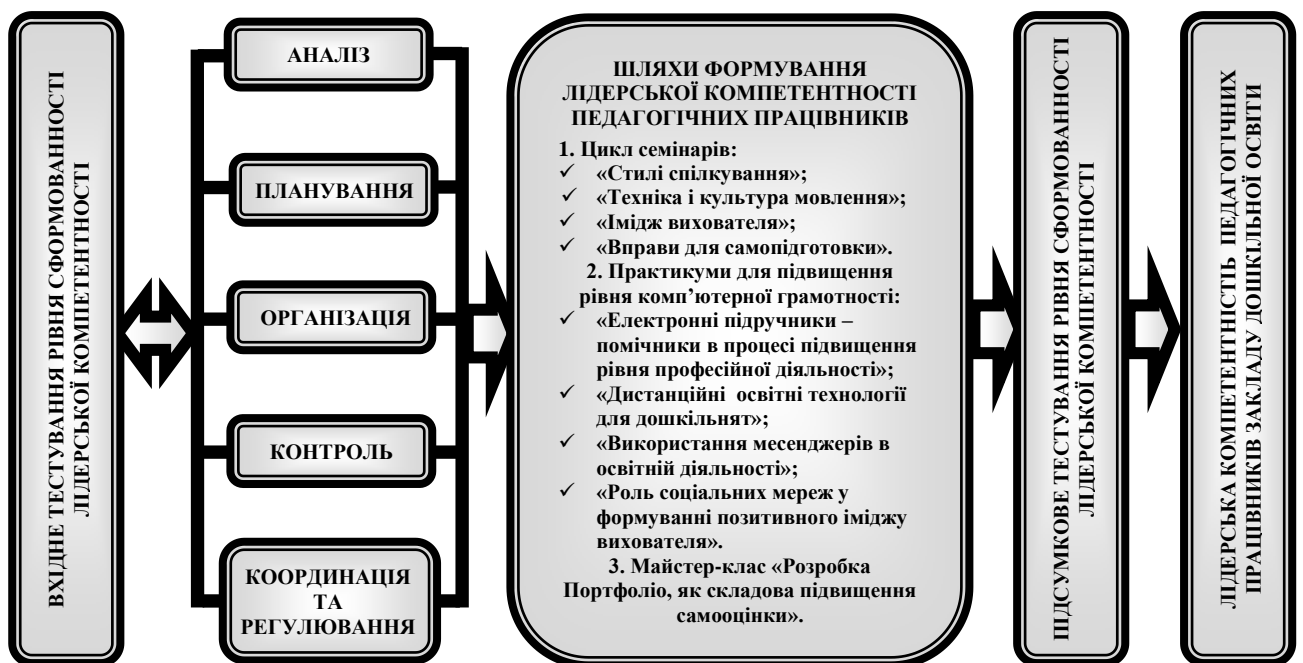 ВХІДНЕ ТЕСТУВАННЯ РІВНЯ СФОРМОВАННОСТІ
ЛІДЕРСЬКОЇ КОМПЕТЕНТНОСТІ
АНАЛІЗ
ПЛАНУВАННЯ
ОРГАНІЗАЦІЯ
КОНТРОЛЬ
КООРДИНАЦІЯ
ТА
РЕГУЛЮВАННЯ
ШЛЯХИ ФОРМУВАННЯ
ЛІДЕРСЬКОЇ КОМПЕТЕНТНОСТІ
ПЕДАГОГІЧНИХ ПРАЦІВНИКІВ
1. Цикл семінарів:
✓ «Стилі спілкування»;
✓ «Техніка і культура мовлення»;
✓ «Імідж вихователя»;
✓ «Вправи для самопідготовки».
2. Практикуми для підвищення
рівня комп’ютерної грамотності:
✓ «Електронні підручники –
помічники в процесі підвищення
рівня професійної діяльності»;
✓ «Дистанційні освітні технології
для дошкільнят»;
✓ «Використання месенджерів в
освітній діяльності»;
✓ «Роль соціальних мереж у
формуванні позитивного іміджу
вихователя».
3. Майстер-клас «Розробка
Портфоліо, як складова підвищення
самооцінки».
ПІДСУМКОВЕ ТЕСТУВАННЯ РІВНЯ СФОРМОВАННОСТІ
ЛІДЕРСЬКОЇ КОМПЕТЕНТНОСТІ
ЛІДЕРСЬКА КОМПЕТЕНТНІСТЬ ПЕДАГОГІЧНИХ
ПРАЦІВНИКІВ ЗАКЛАДУ ДОШКІЛЬНОЇ ОСВІТИ